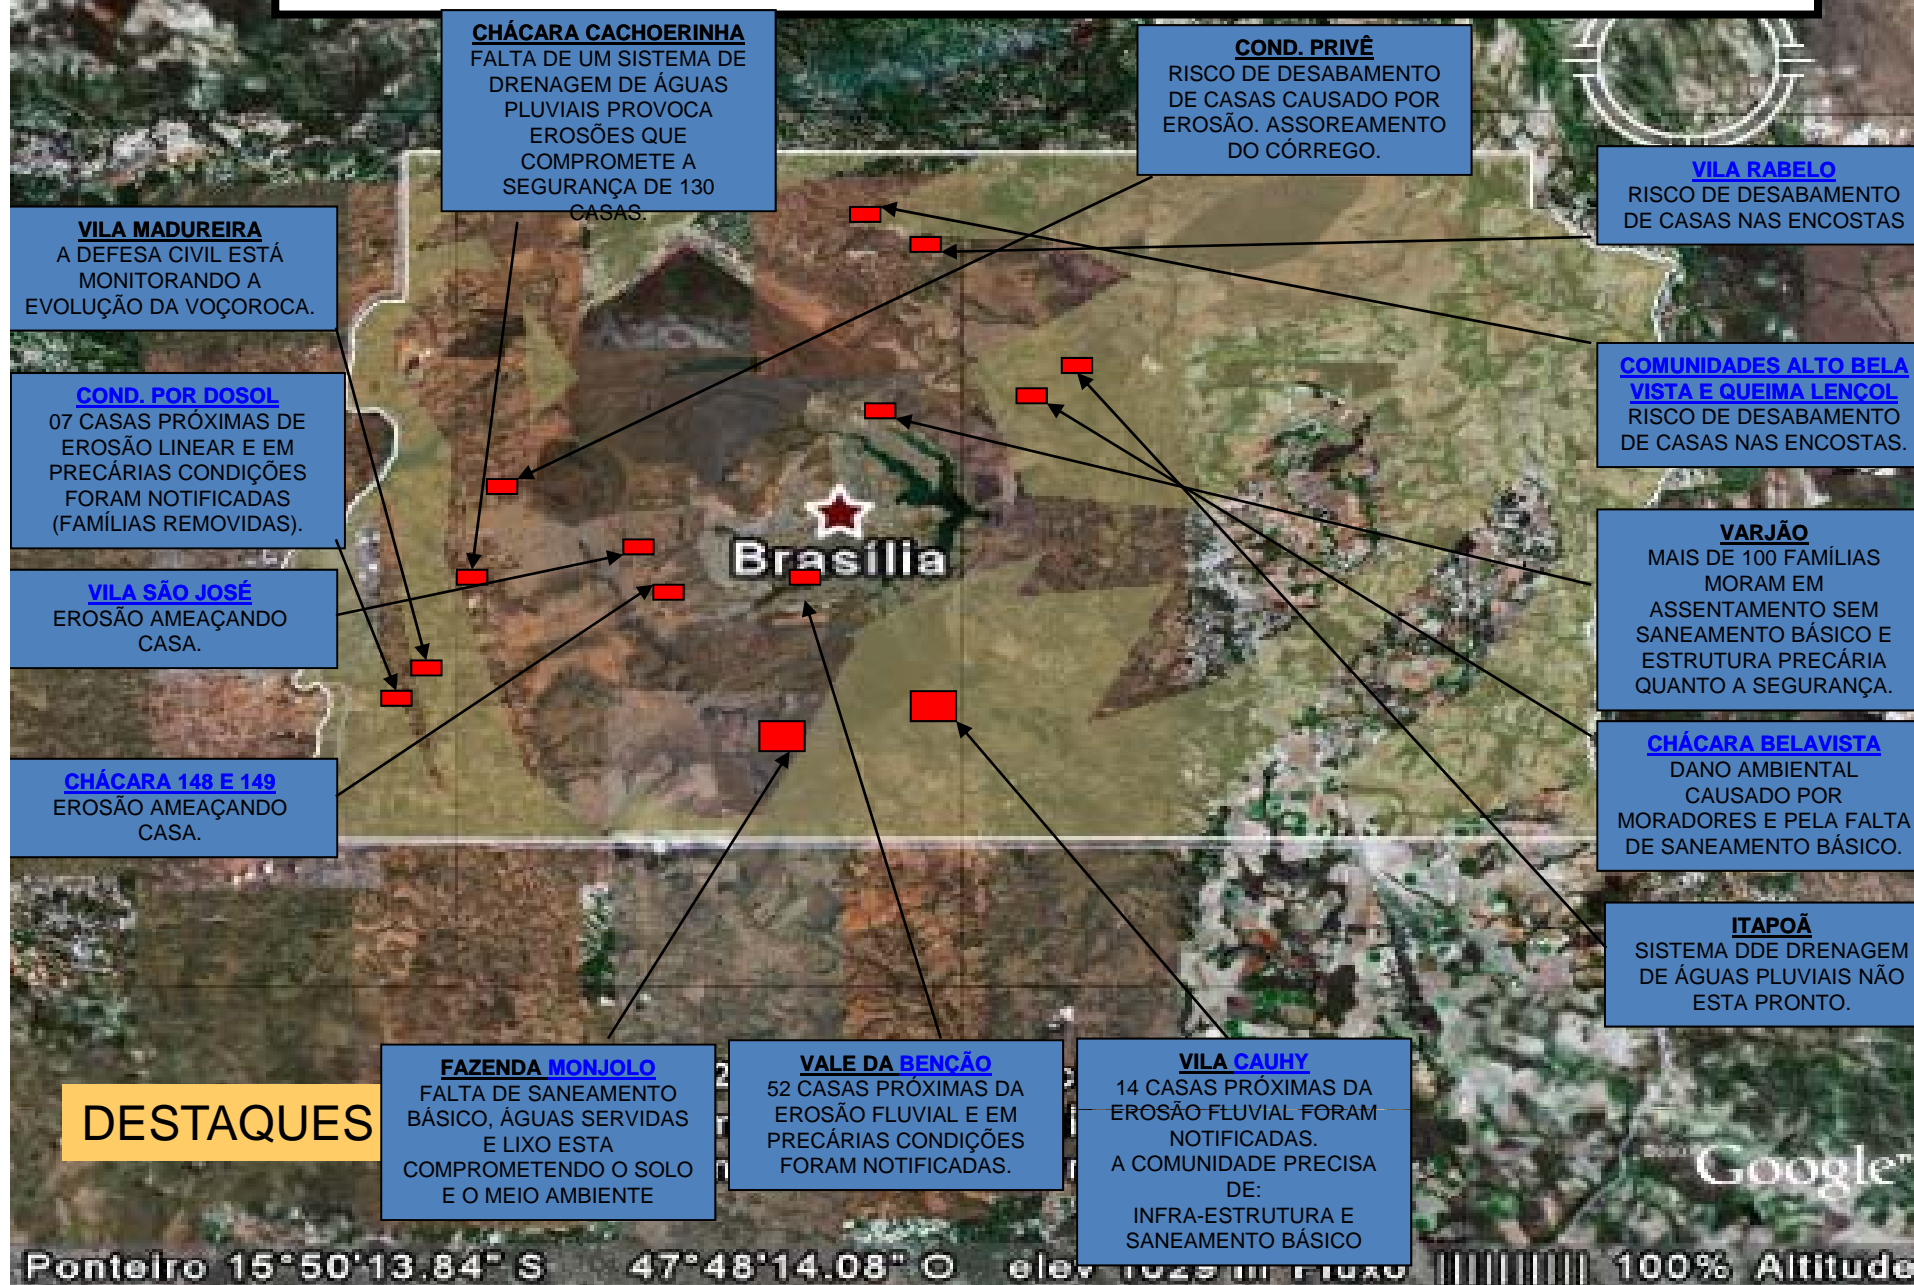 CHÁCARA CACHOERINHA
FALTA DE UM SISTEMA DE
DRENAGEM DE ÁGUAS
PLUVIAIS PROVOCA
EROSÕES QUE
COMPROMETE A
SEGURANÇA DE 130
CASAS.
COND. PRIVÊ
RISCO DE DESABAMENTO
DE CASAS CAUSADO POR
EROSÃO. ASSOREAMENTO
DO CÓRREGO.
VILA RABELO
RISCO DE DESABAMENTO
DE CASAS NAS ENCOSTAS
VILA MADUREIRA
A DEFESA CIVIL ESTÁ
MONITORANDO A
EVOLUÇÃO DA VOÇOROCA.
COMUNIDADES ALTO BELA
VISTA E QUEIMA LENÇOL
RISCO DE DESABAMENTO
DE CASAS NAS ENCOSTAS.
COND. POR DOSOL
07 CASAS PRÓXIMAS DE
EROSÃO LINEAR E EM
PRECÁRIAS CONDIÇÕES
FORAM NOTIFICADAS
(FAMÍLIAS REMOVIDAS).
Brasília
VARJÃO
MAIS DE 100 FAMÍLIAS
MORAM EM
ASSENTAMENTO SEM
SANEAMENTO BÁSICO E
ESTRUTURA PRECÁRIA
QUANTO A SEGURANÇA.
VILA SÃO JOSÉ
EROSÃO AMEAÇANDO
CASA.
CHÁCARA BELAVISTA
DANO AMBIENTAL
CAUSADO POR
MORADORES E PELA FALTA
DE SANEAMENTO BÁSICO.
CHÁCARA 148 E 149
EROSÃO AMEAÇANDO
CASA.
ITAPOÃ
SISTEMA DDE DRENAGEM
DE ÁGUAS PLUVIAIS NÃO
ESTA PRONTO.
DESTAQUES
FAZENDA MONJOLO
FALTA DE SANEAMENTO
BÁSICO, ÁGUAS SERVIDAS
E LIXO ESTA
COMPROMETENDO O SOLO
E O MEIO AMBIENTE
VALE DA BENÇÃO
52 CASAS PRÓXIMAS DA
EROSÃO FLUVIAL E EM
PRECÁRIAS CONDIÇÕES
FORAM NOTIFICADAS.
VILA CAUHY
14 CASAS PRÓXIMAS DA
EROSÃO FLUVIAL FORAM
NOTIFICADAS.
A COMUNIDADE PRECISA
DE:
INFRA-ESTRUTURA E
SANEAMENTO BÁSICO
Google
Ponteiro 15°50'13.84" S 47°48'14.08" O elev 1029 m Fluxo 100% Altitude